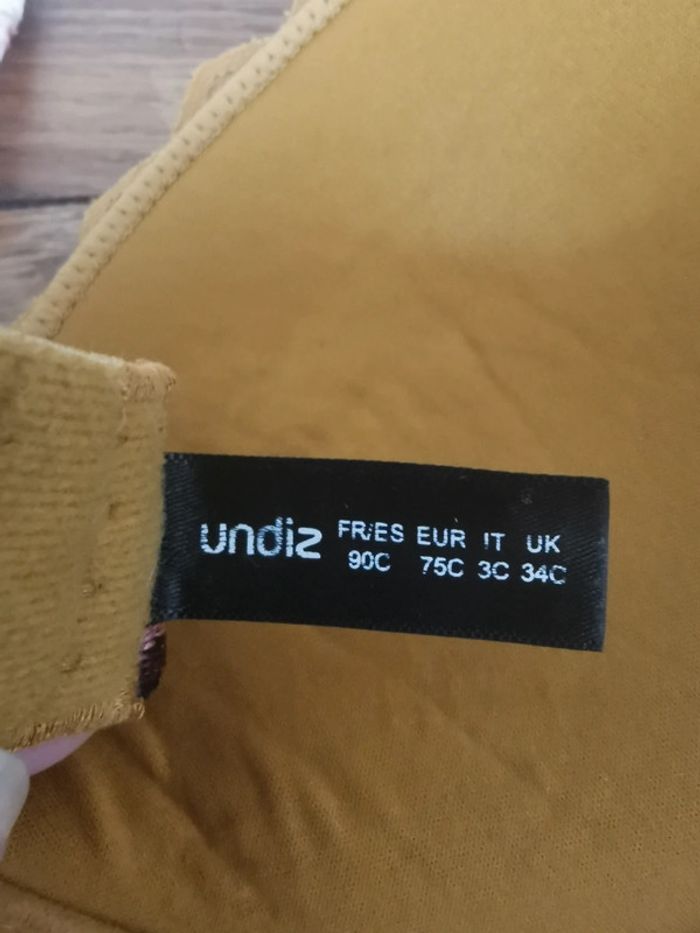 undiz
FR/ES EUR IT UK
90C 75C 3C 34C